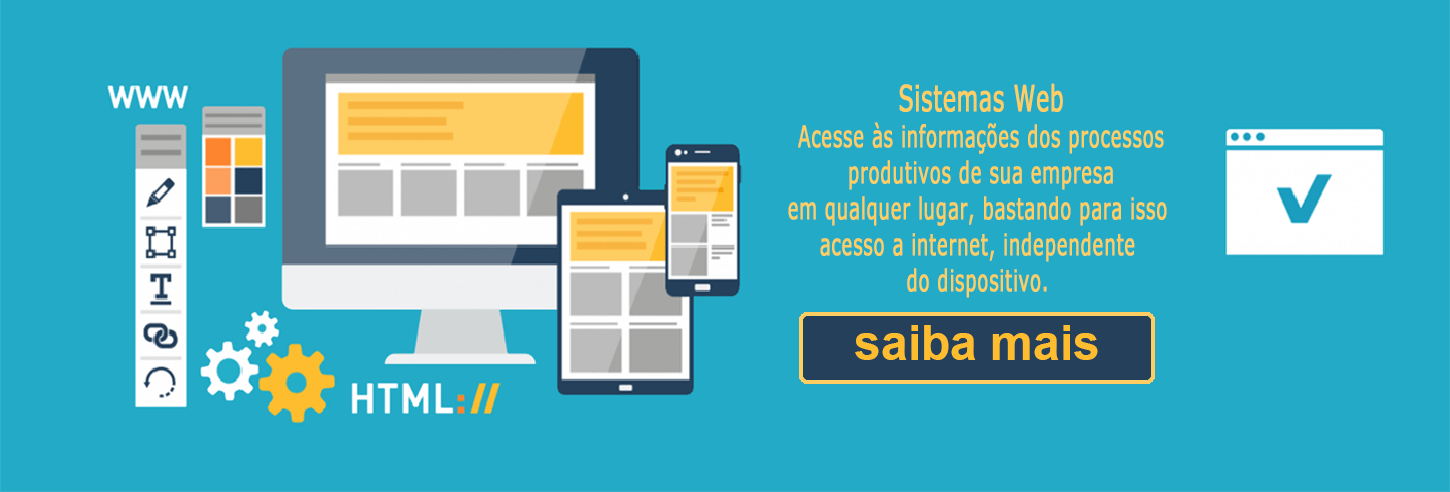 WWW
HTML://
Sistemas Web
Acesse às informações dos processos
produtivos de sua empresa
em qualquer lugar, bastando para isso
acesso a internet, independente
do dispositivo.
saiba mais